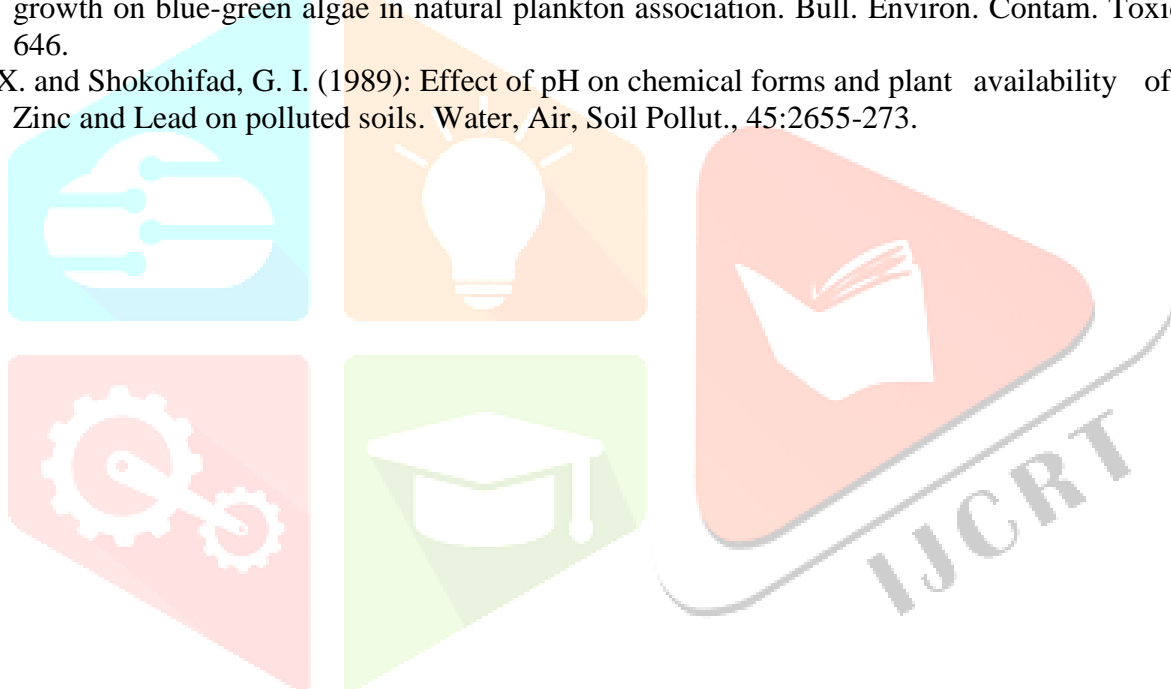 growth on blue-green algae in natural plankton association. Bull. Environ. Contam. Toxic
646.
X. and Shokohifad, G. I. (1989): Effect of pH on chemical forms and plant availability of
Zinc and Lead on polluted soils. Water, Air, Soil Pollut., 45:2655-273.
IJCRT